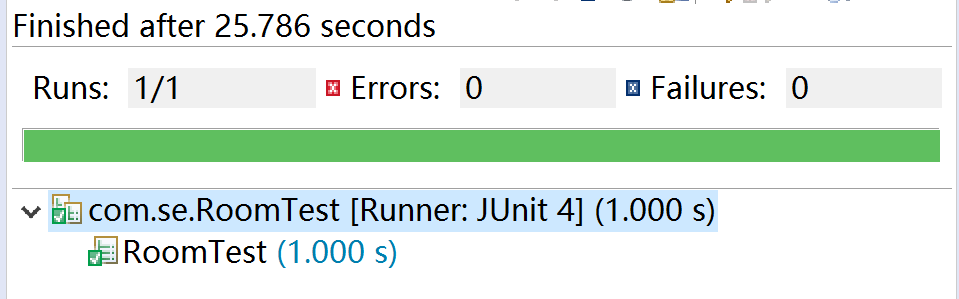 Finished after 25.786 seconds
Runs: 1/1 Errors: 0 Failures: 0
com.se.RoomTest [Runner: JUnit 4] (1.000 s)
RoomTest (1.000 s)